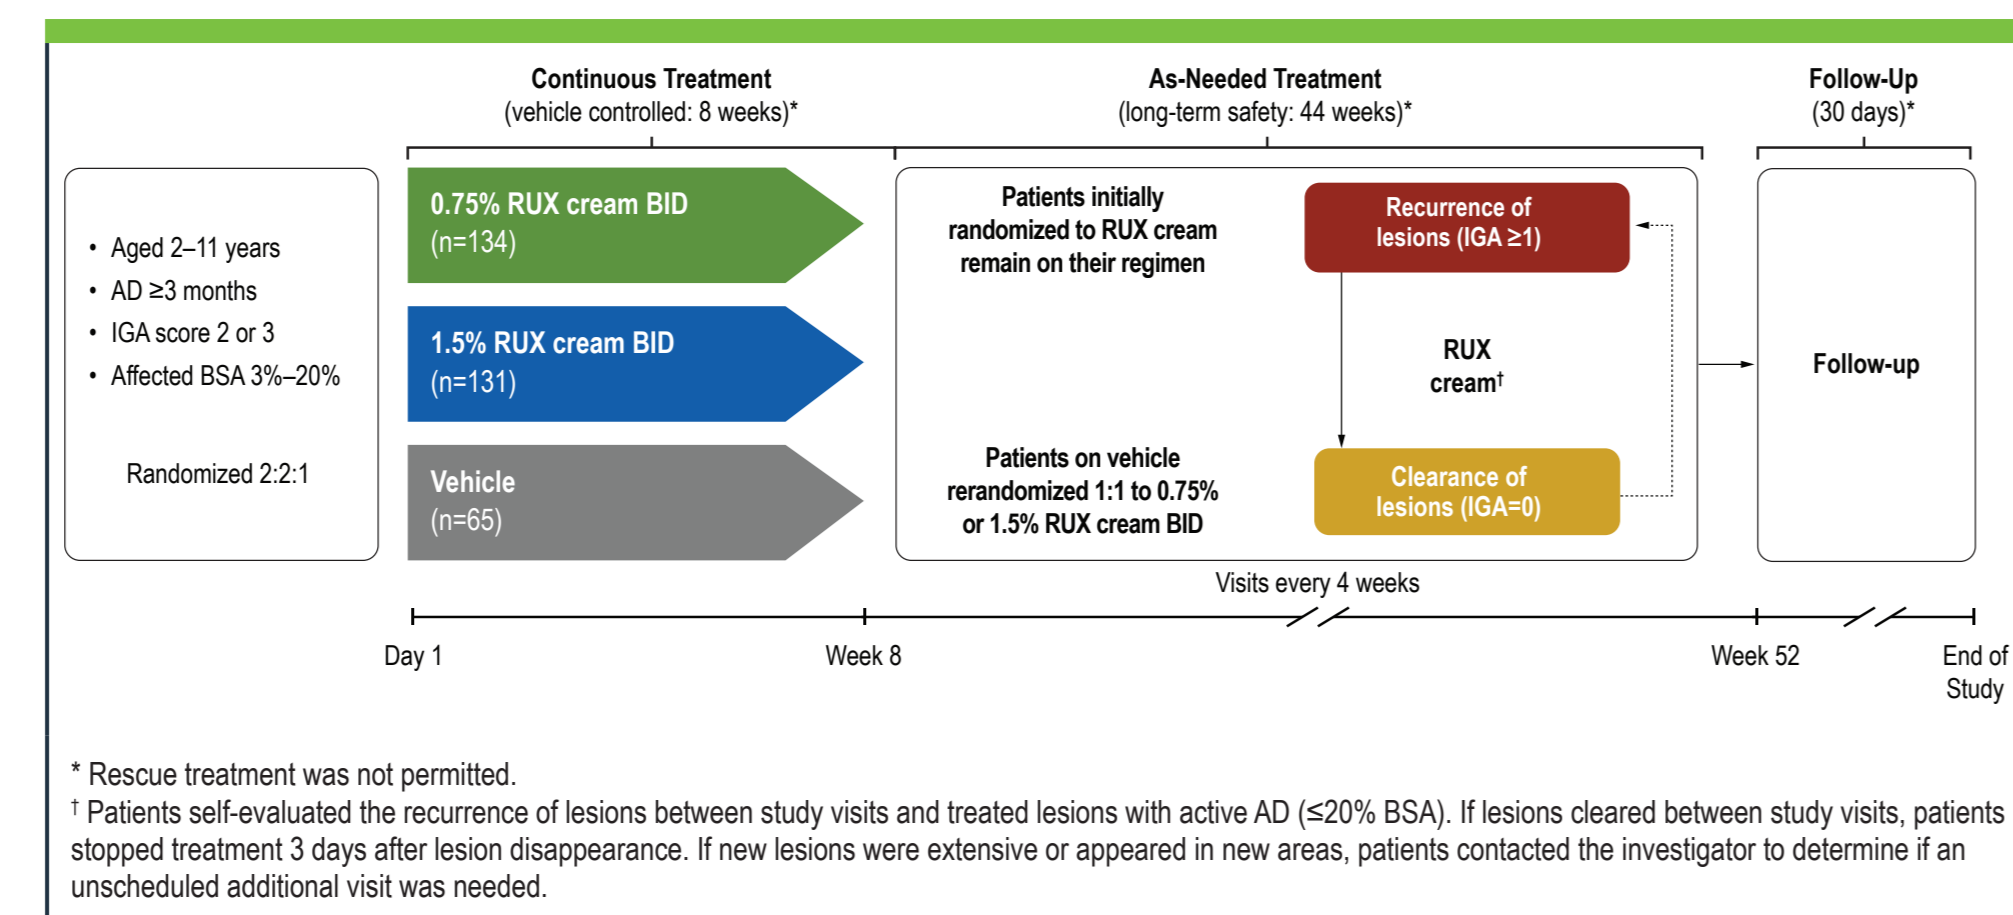 Continuous Treatment
(vehicle controlled: 8 weeks)*
As-Needed Treatment
(long-term safety: 44 weeks)*
Follow-Up
(30 days)*
• Aged 2–11 years
• AD ≥3 months
• IGA score 2 or 3
• Affected BSA 3%–20%
Randomized 2:2:1
0.75% RUX cream BID
(n=134)
1.5% RUX cream BID
(n=131)
Vehicle
(n=65)
Patients initially
randomized to RUX cream
remain on their regimen
Patients on vehicle
rerandomized 1:1 to 0.75%
or 1.5% RUX cream BID
Recurrence of
lesions (IGA ≥1)
RUX
cream†
Clearance of
lesions (IGA=0)
Follow-up
Visits every 4 weeks
Day 1
Week 8
Week 52
End of
Study
* Rescue treatment was not permitted.
† Patients self-evaluated the recurrence of lesions between study visits and treated lesions with active AD (≤20% BSA). If lesions cleared between study visits, patients
stopped treatment 3 days after lesion disappearance. If new lesions were extensive or appeared in new areas, patients contacted the investigator to determine if an
unscheduled additional visit was needed.